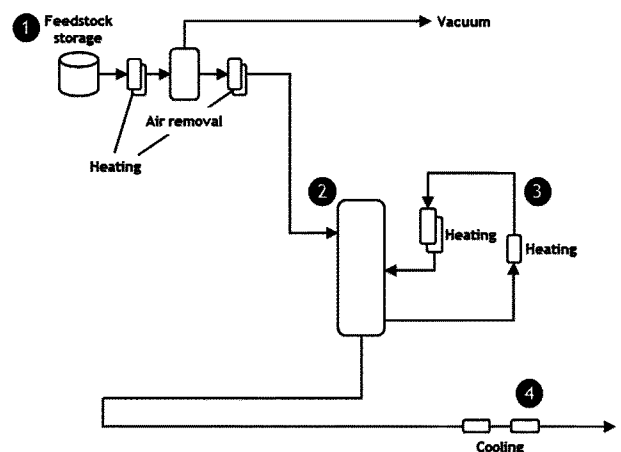 1
Feedstock
storage
Vacuum
Air removal
Heating
2
3
Heating
Heating
4
Cooling